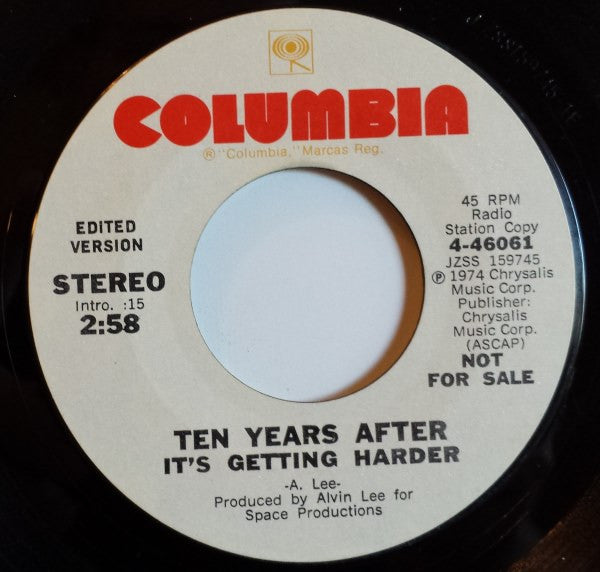 COLUMBIA
® "Columbia," Marcas Reg.
EDITED
VERSION
STEREO
Intro. :15
2:58
45 RPM
Radio
Station Copy
4-46061
JZSS 159745
℗ 1974 Chrysalis
Music Corp.
Publisher:
Chrysalis
Music Corp.
(ASCAP)
NOT
FOR SALE
TEN YEARS AFTER
IT'S GETTING HARDER
-A. Lee-
Produced by Alvin Lee for
Space Productions